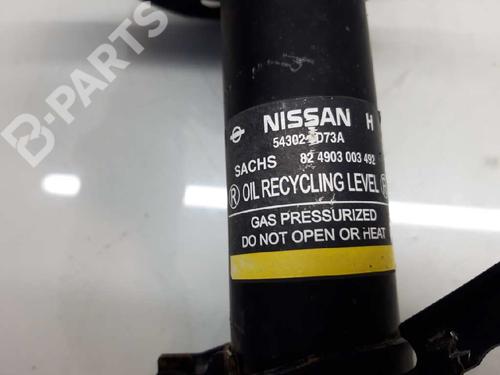 B-PARTS
NISSAN H
SACHS 82 4903 003 492
Ⓡ OIL RECYCLING LEVEL
GAS PRESSURIZED
DO NOT OPEN OR HEAT